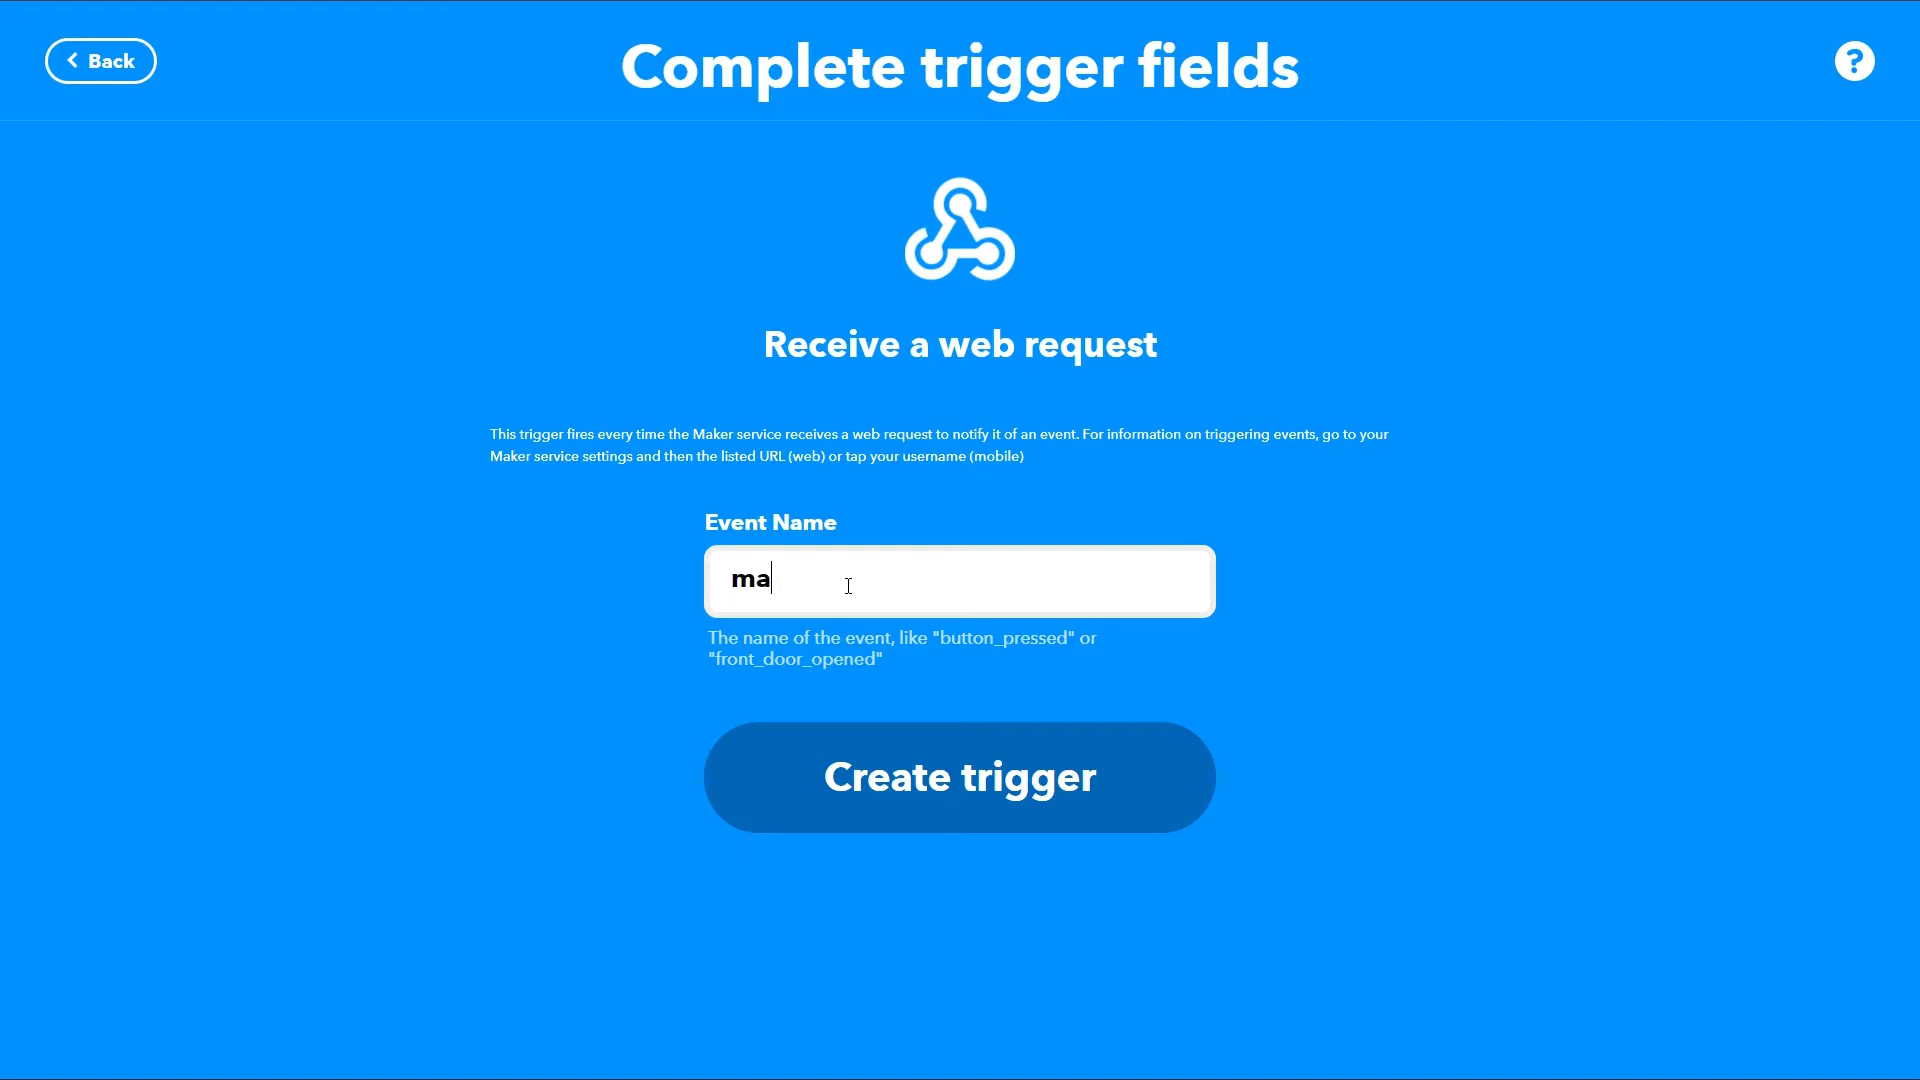 Back
Complete trigger fields
?
Receive a web request
This trigger fires every time the Maker service receives a web request to notify it of an event. For information on triggering events, go to your
Maker service settings and then the listed URL (web) or tap your username (mobile)
Event Name
ma
The name of the event, like "button_pressed" or
"front_door_opened"
Create trigger